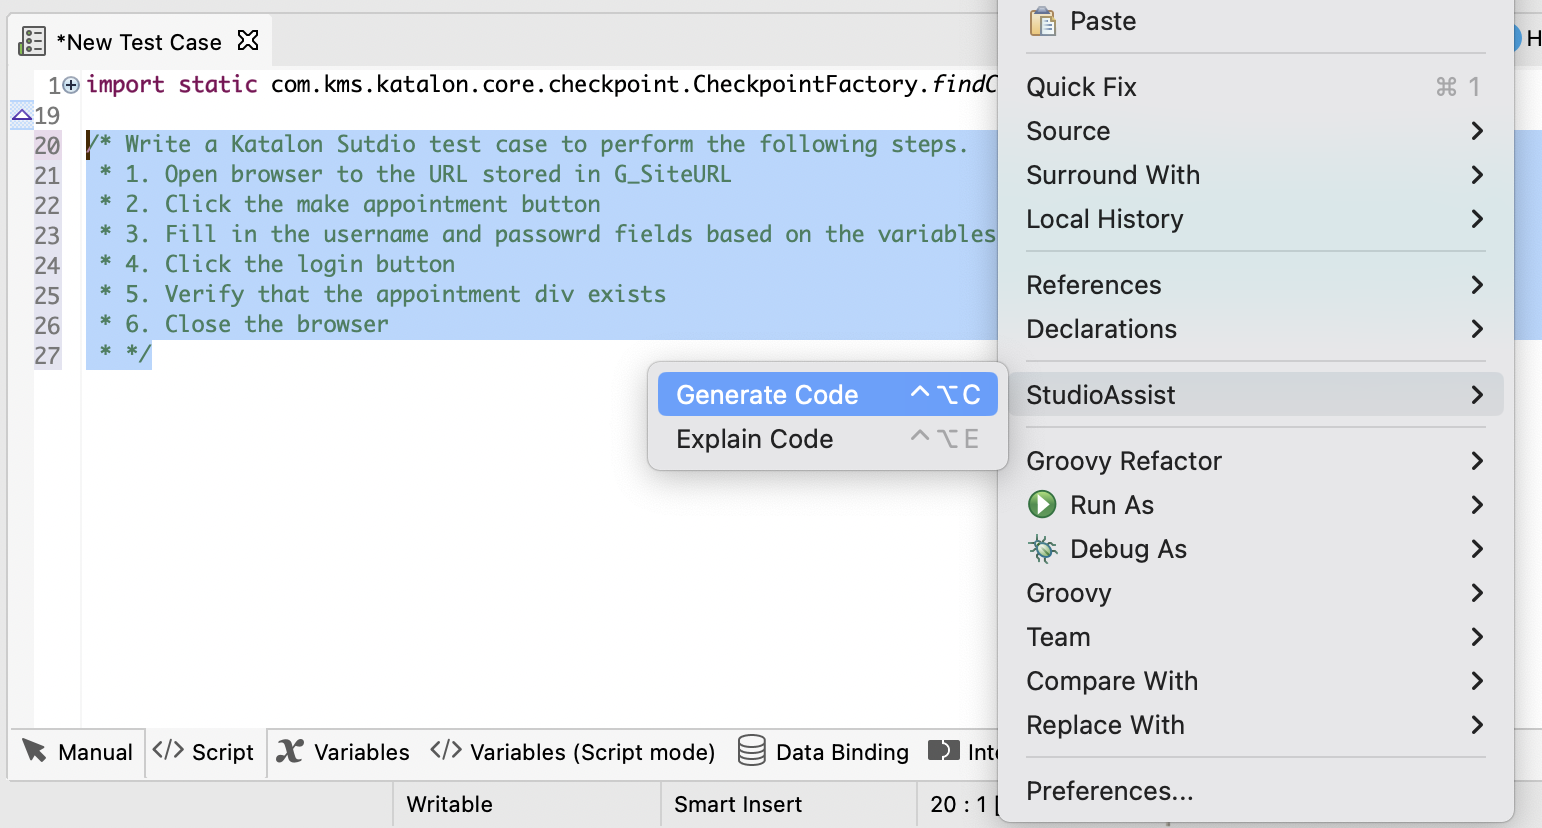 *New Test Case
H
1 import static com.kms.katalon.core.checkpoint.CheckpointFactory.findC
19
20 /* Write a Katalon Sutdio test case to perform the following steps.
21 * 1. Open browser to the URL stored in G_SiteURL
22 * 2. Click the make appointment button
23 * 3. Fill in the username and passowrd fields based on the variables
24 * 4. Click the login button
25 * 5. Verify that the appointment div exists
26 * 6. Close the browser
27 * */
Generate Code ^⌥C
Explain Code ^⌥E
Paste
Quick Fix ⌘ 1
Source
Surround With
Local History
References
Declarations
StudioAssist
Groovy Refactor
Run As
Debug As
Groovy
Team
Compare With
Replace With
Preferences...
Manual </> Script Variables </> Variables (Script mode) Data Binding Inte
Writable Smart Insert 20 : 1 [